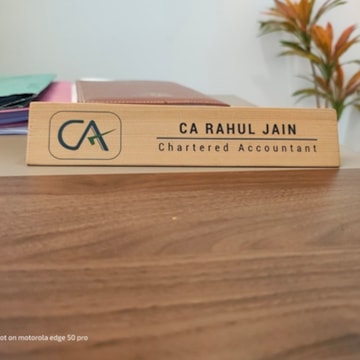 CA
CA RAHUL JAIN
Chartered Accountant
ot on motorola edge 50 pro